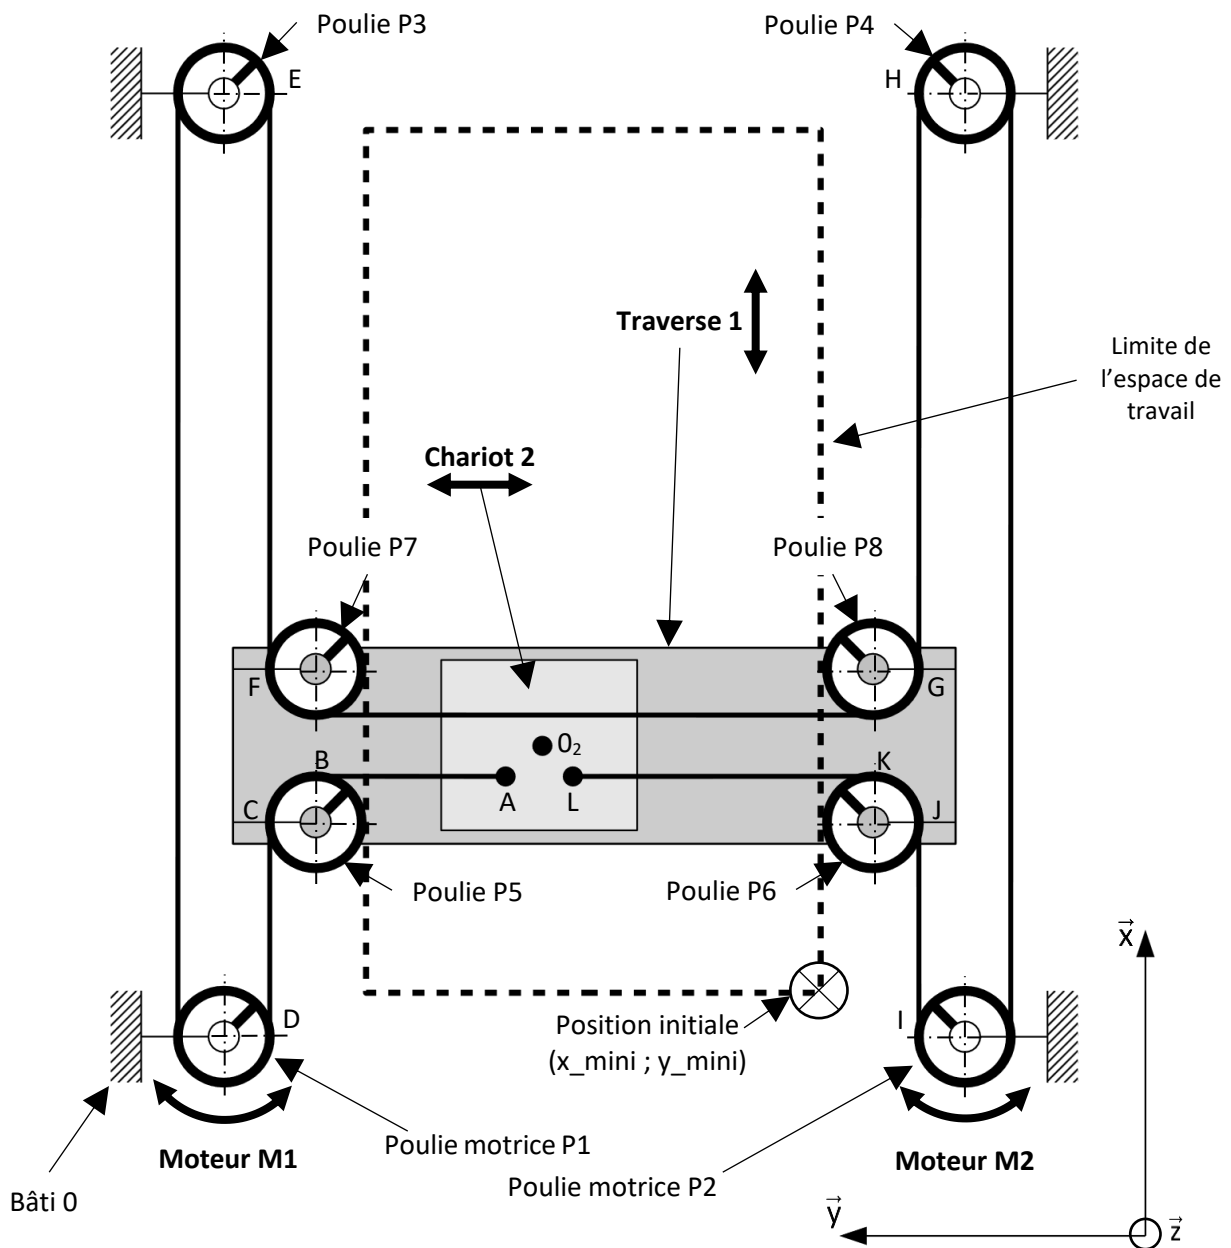 Poulie P3
Poulie P4
E
H
Traverse 1
Limite de
l’espace de
travail
Chariot 2
Poulie P7
Poulie P8
F
G
0₂
B
K
A
L
C
J
Poulie P5
Poulie P6
x
D
I
Position initiale
(x_mini ; y_mini)
Poulie motrice P1
Moteur M1
Moteur M2
Poulie motrice P2
Bâti 0
y
z